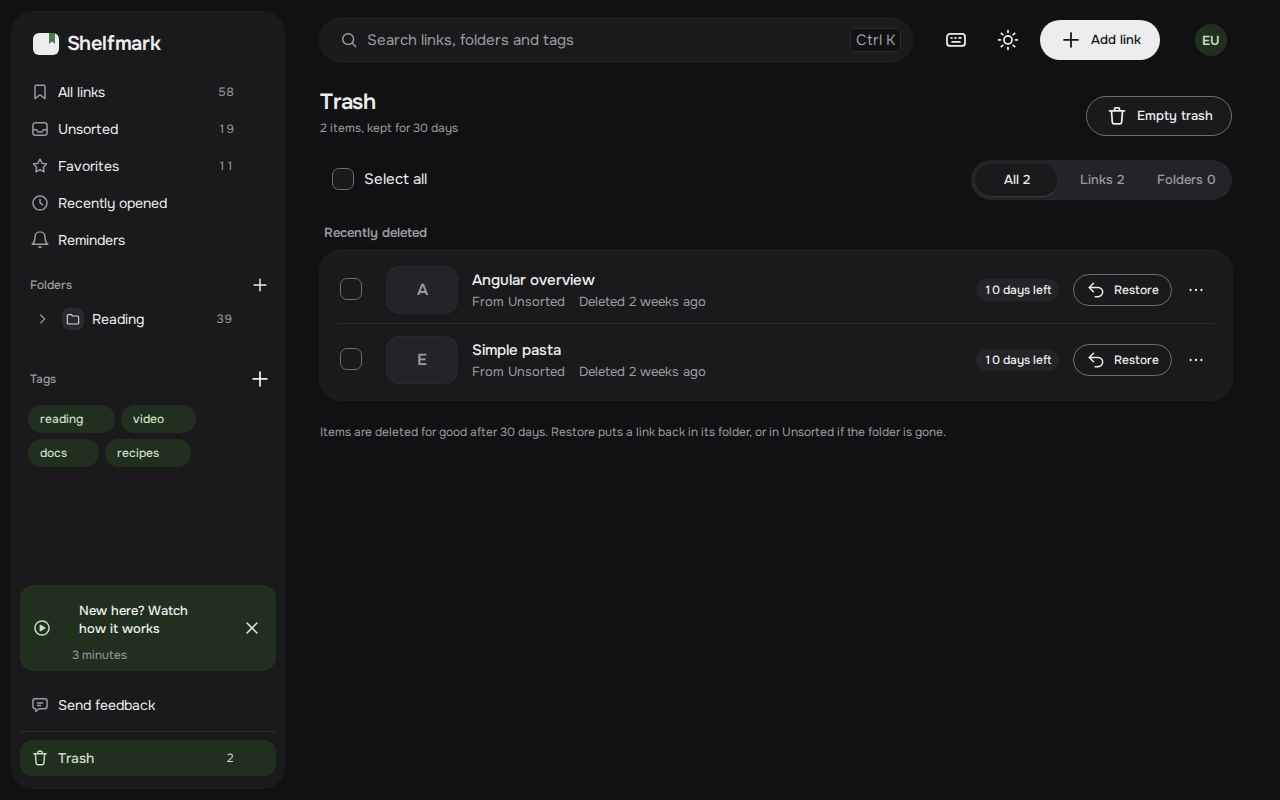 Shelfmark
All links 58
Unsorted 19
Favorites 11
Recently opened
Reminders
Folders
Reading 39
Tags
reading video
docs recipes
New here? Watch
how it works
3 minutes
Send feedback
Trash 2
Search links, folders and tags Ctrl K
Add link
EU
Trash
2 items, kept for 30 days
Empty trash
Select all
All 2 Links 2 Folders 0
Recently deleted
A
Angular overview
From Unsorted Deleted 2 weeks ago
10 days left Restore
E
Simple pasta
From Unsorted Deleted 2 weeks ago
10 days left Restore
Items are deleted for good after 30 days. Restore puts a link back in its folder, or in Unsorted if the folder is gone.